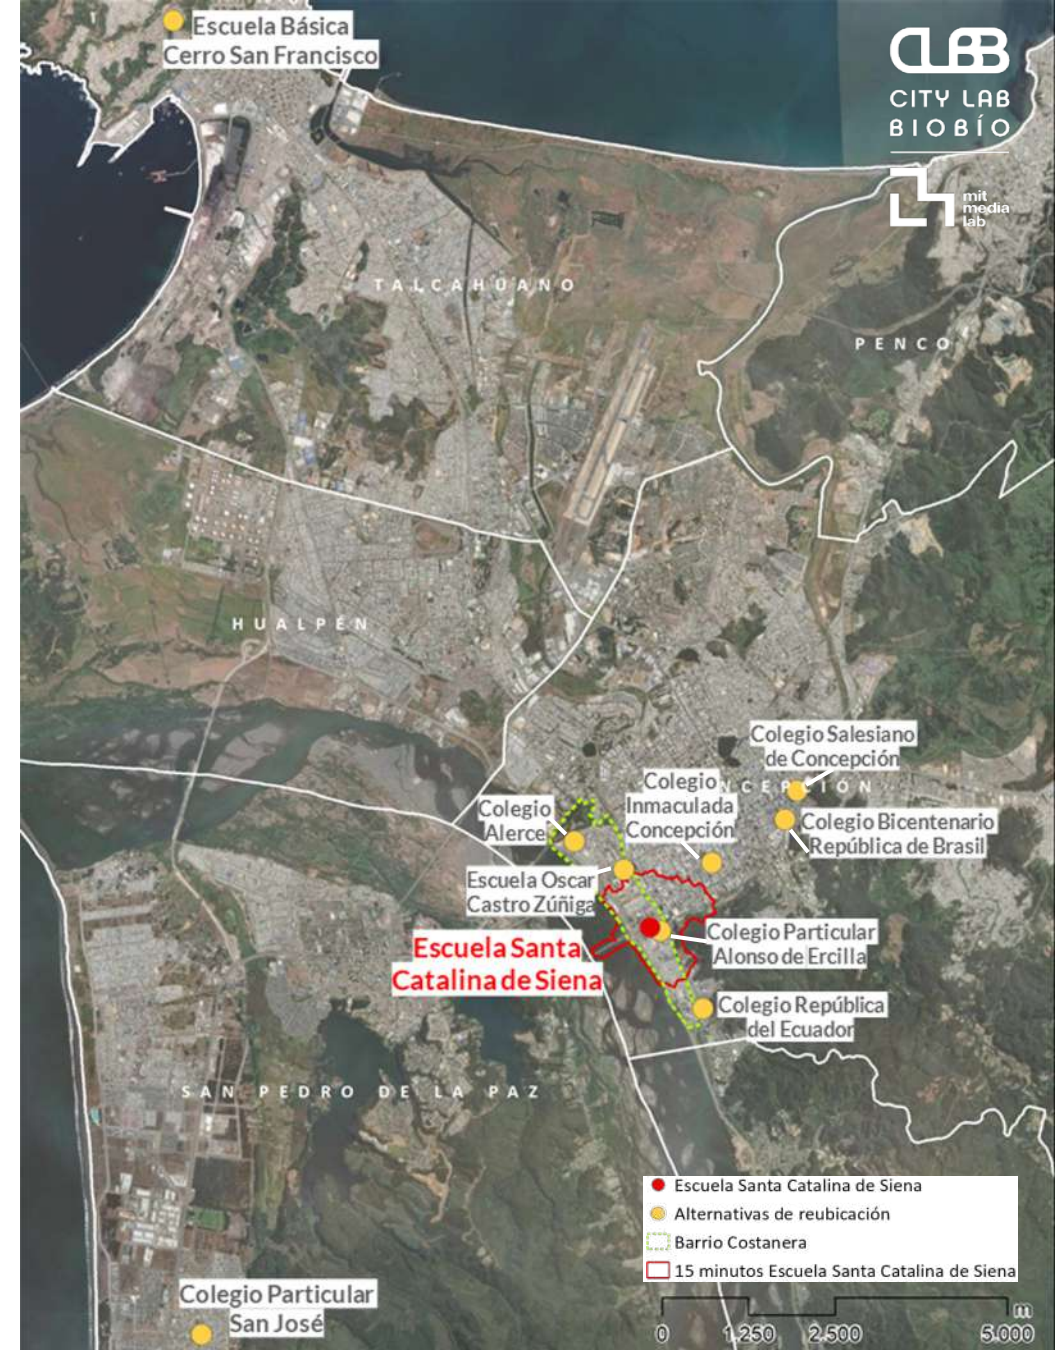 Escuela Básica
Cerro San Francisco
CLBB
CITY LAB
BIOBÍO
mit
media
lab
TALCAHUANO
PENCO
HUALPÉN
Colegio Salesiano
de Concepción
CONCEPCIÓN
Colegio
Inmaculada
Concepción
Colegio
Alerce
Colegio Bicentenario
República de Brasil
Escuela Oscar
Castro Zúñiga
Colegio Particular
Alonso de Ercilla
Escuela Santa
Catalina de Siena
Colegio República
del Ecuador
SAN PEDRO DE LA PAZ
Escuela Santa Catalina de Siena
Alternativas de reubicación
Barrio Costanera
15 minutos Escuela Santa Catalina de Siena
Colegio Particular
San José
m
0 1.250 2.500 5.000